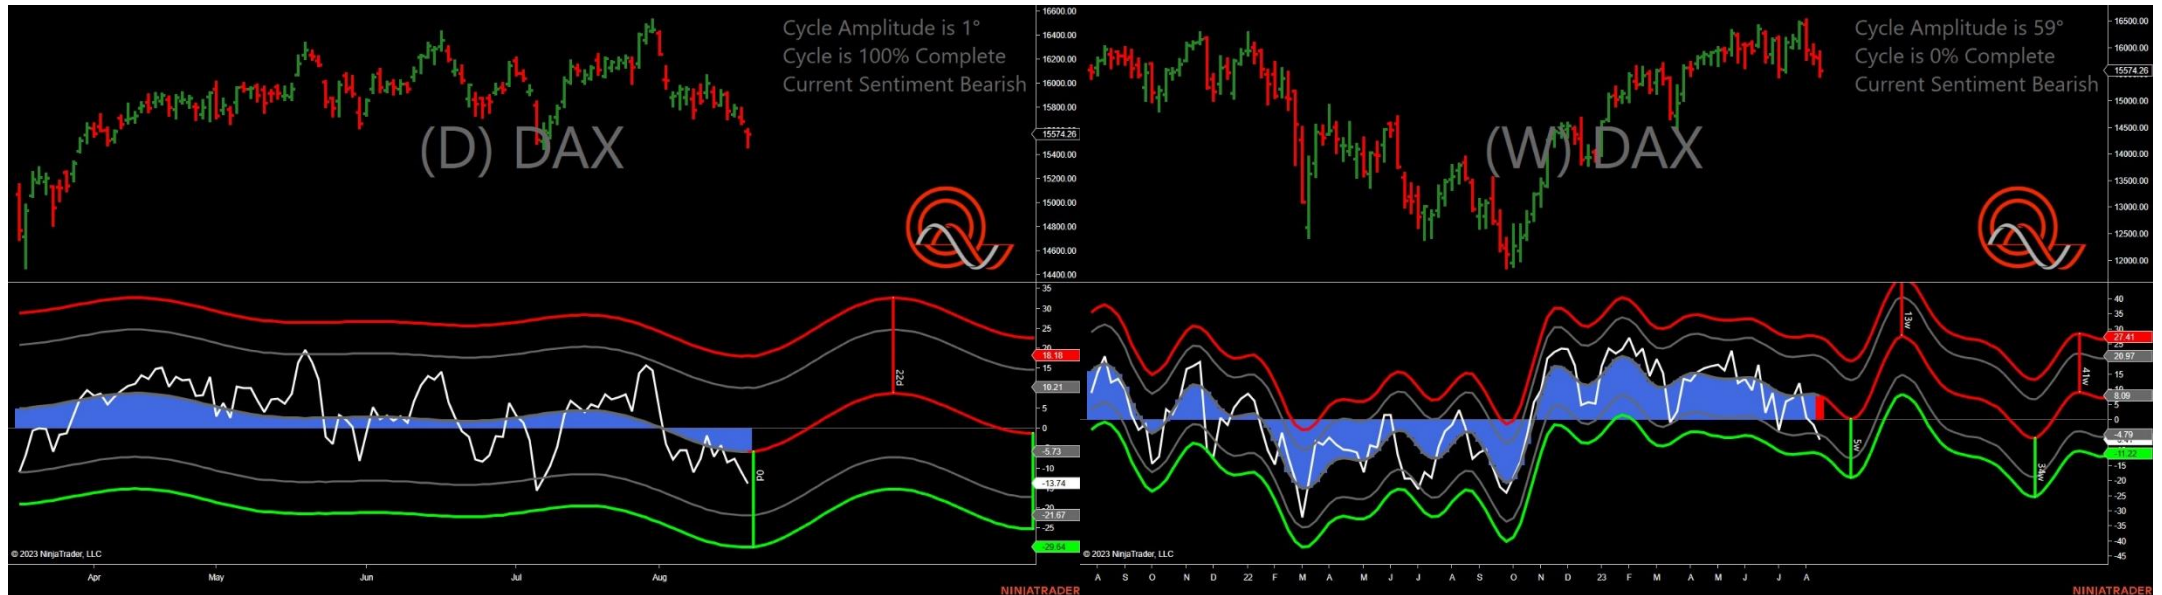 Cycle Amplitude is 1°
Cycle is 100% Complete
Current Sentiment Bearish
(D) DAX
16600.00
16400.00
16200.00
16000.00
15800.00
15574.26
15400.00
15200.00
15000.00
14800.00
14600.00
14400.00
35
30
25
18.18
15
10.21
5
0
-5.73
-10
-13.74
-21.67
-25
-29.64
22d
0d
© 2023 NinjaTrader, LLC
Apr May Jun Jul Aug
NINJATRADER
Cycle Amplitude is 59°
Cycle is 0% Complete
Current Sentiment Bearish
(W) DAX
16500.00
16000.00
15574.26
15000.00
14500.00
14000.00
13500.00
13000.00
12500.00
12000.00
40
35
30
27.41
25
20.97
15
8.09
5
0
-4.79
-11.22
-15
-20
-25
-30
-35
-40
-45
13w
41w
5w
34w
© 2023 NinjaTrader, LLC
A S O N D 22 F M A M J J A S O N D 23 F M A M J J A
NINJATRADER